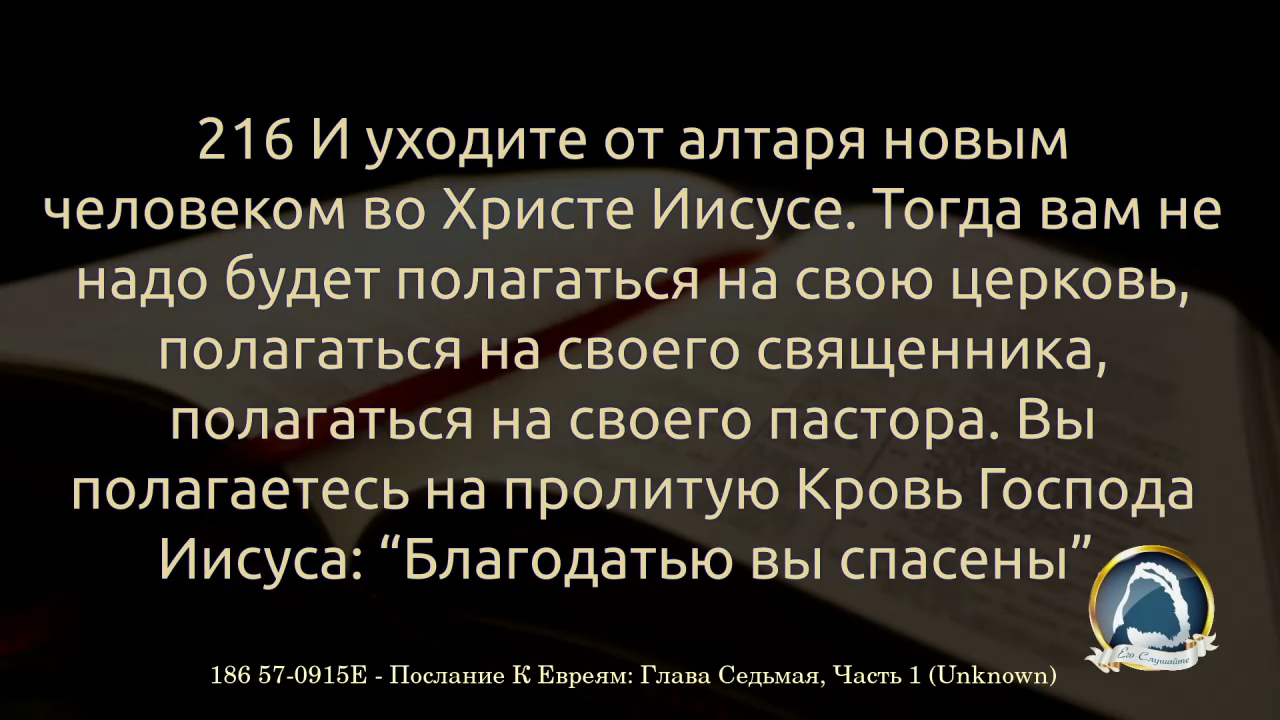 216 И уходите от алтаря новым
человеком во Христе Иисусе. Тогда вам не
надо будет полагаться на свою церковь,
полагаться на своего священника,
полагаться на своего пастора. Вы
полагаетесь на пролитую Кровь Господа
Иисуса: “Благодатью вы спасены”
Его Слушайте
186 57-0915E - Послание К Евреям: Глава Седьмая, Часть 1 (Unknown)